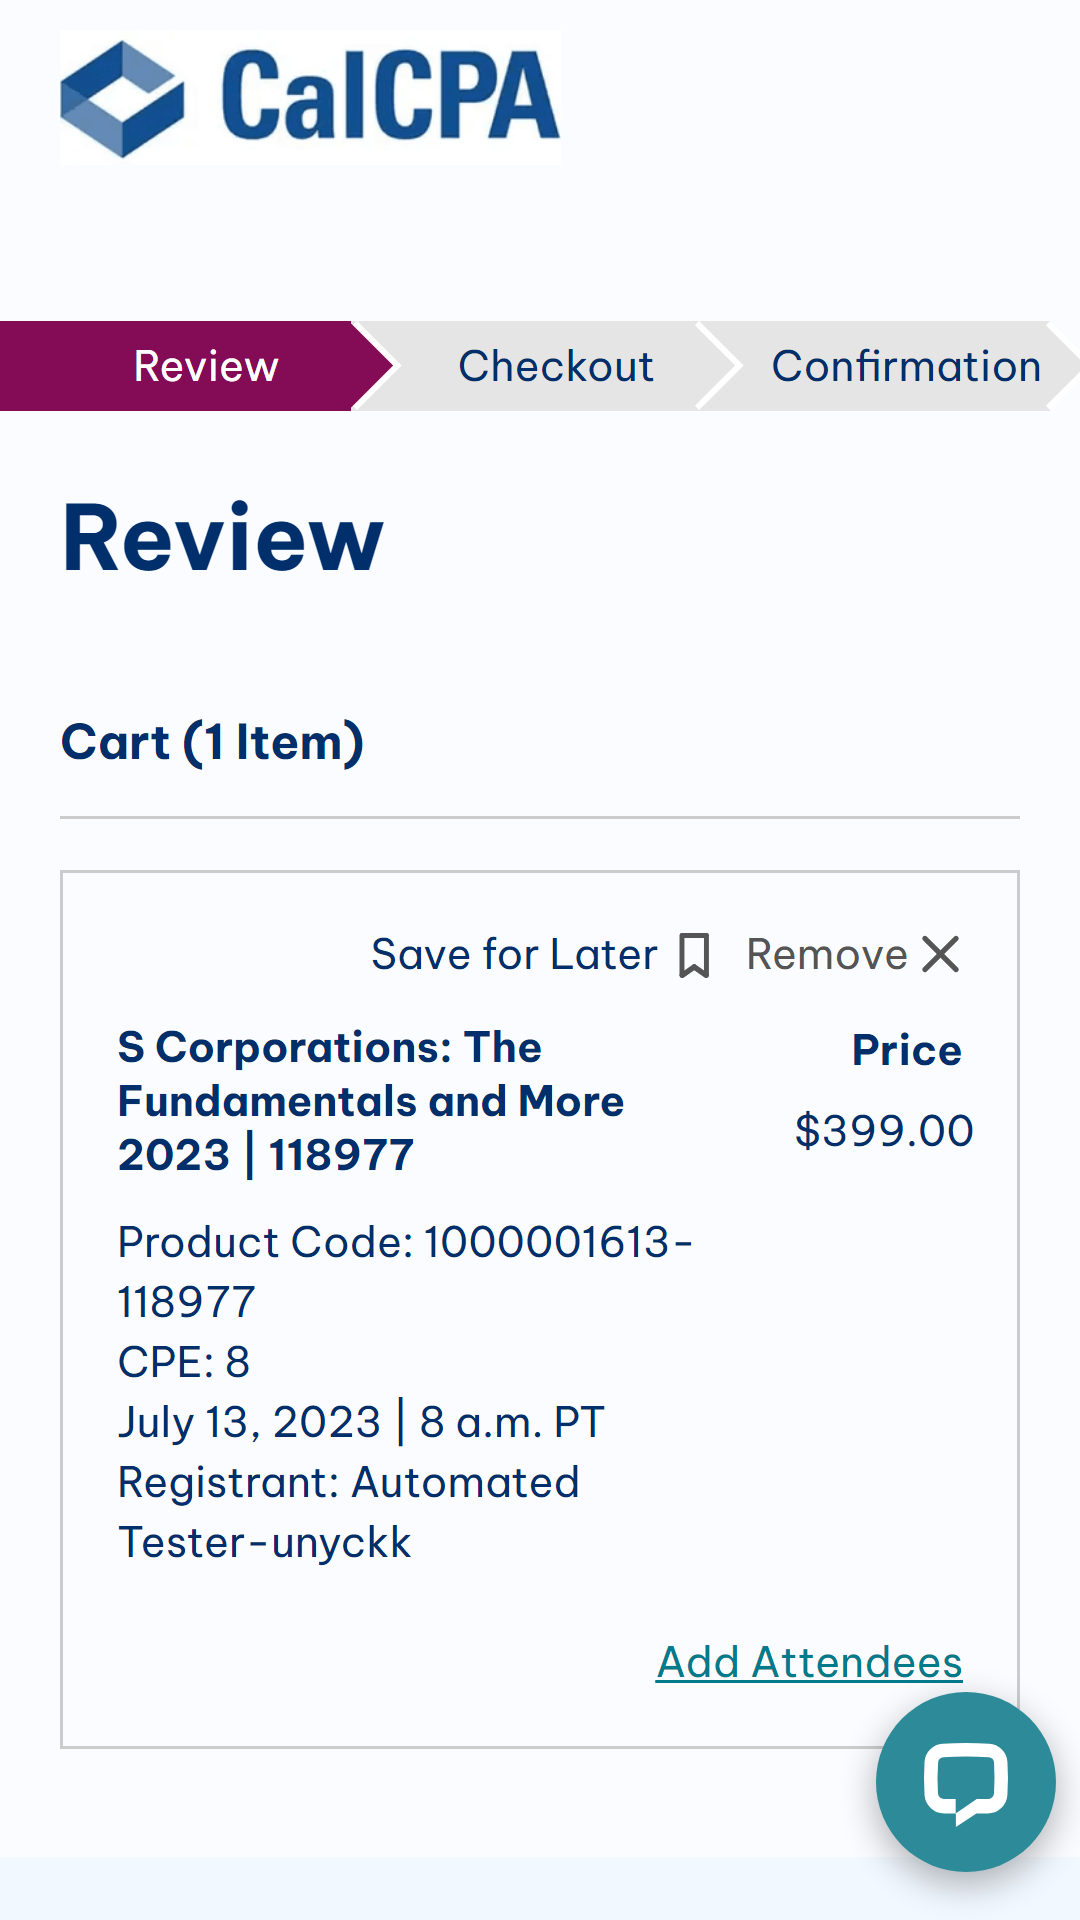 CalCPA
Review
Checkout
Confirmation
Review
Cart (1 Item)
Save for Later
Remove
S Corporations: The
Fundamentals and More
2023 | 118977
Price
$399.00
Product Code: 1000001613-
118977
CPE: 8
July 13, 2023 | 8 a.m. PT
Registrant: Automated
Tester-unyckk
Add Attendees